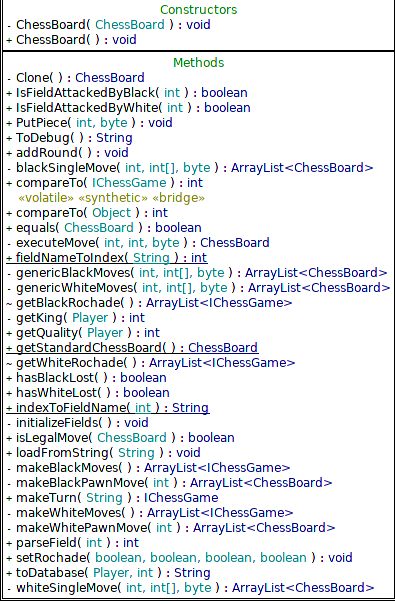 Constructors
- ChessBoard( ChessBoard ) : void
+ ChessBoard( ) : void
Methods
- Clone( ) : ChessBoard
+ IsFieldAttackedByBlack( int ) : boolean
+ IsFieldAttackedByWhite( int ) : boolean
+ PutPiece( int, byte ) : void
+ ToDebug( ) : String
+ addRound( ) : void
- blackSingleMove( int, int[], byte ) : ArrayList<ChessBoard>
+ compareTo( IChessGame ) : int
«volatile» «synthetic» «bridge»
+ compareTo( Object ) : int
+ equals( ChessBoard ) : boolean
- executeMove( int, int, byte ) : ChessBoard
+ fieldNameToIndex( String ) : int
- genericBlackMoves( int, int[], byte ) : ArrayList<ChessBoard>
- genericWhiteMoves( int, int[], byte ) : ArrayList<ChessBoard>
~ getBlackRochade( ) : ArrayList<IChessGame>
- getKing( Player ) : int
+ getQuality( Player ) : int
+ getStandardChessBoard( ) : ChessBoard
~ getWhiteRochade( ) : ArrayList<IChessGame>
+ hasBlackLost( ) : boolean
+ hasWhiteLost( ) : boolean
+ indexToFieldName( int ) : String
- initializeFields( ) : void
+ isLegalMove( ChessBoard ) : boolean
+ loadFromString( String ) : void
- makeBlackMoves( ) : ArrayList<IChessGame>
- makeBlackPawnMove( int ) : ArrayList<ChessBoard>
+ makeTurn( String ) : IChessGame
- makeWhiteMoves( ) : ArrayList<IChessGame>
- makeWhitePawnMove( int ) : ArrayList<ChessBoard>
+ parseField( int ) : int
+ setRochade( boolean, boolean, boolean, boolean ) : void
+ toDatabase( Player, int ) : String
- whiteSingleMove( int, int[], byte ) : ArrayList<ChessBoard>